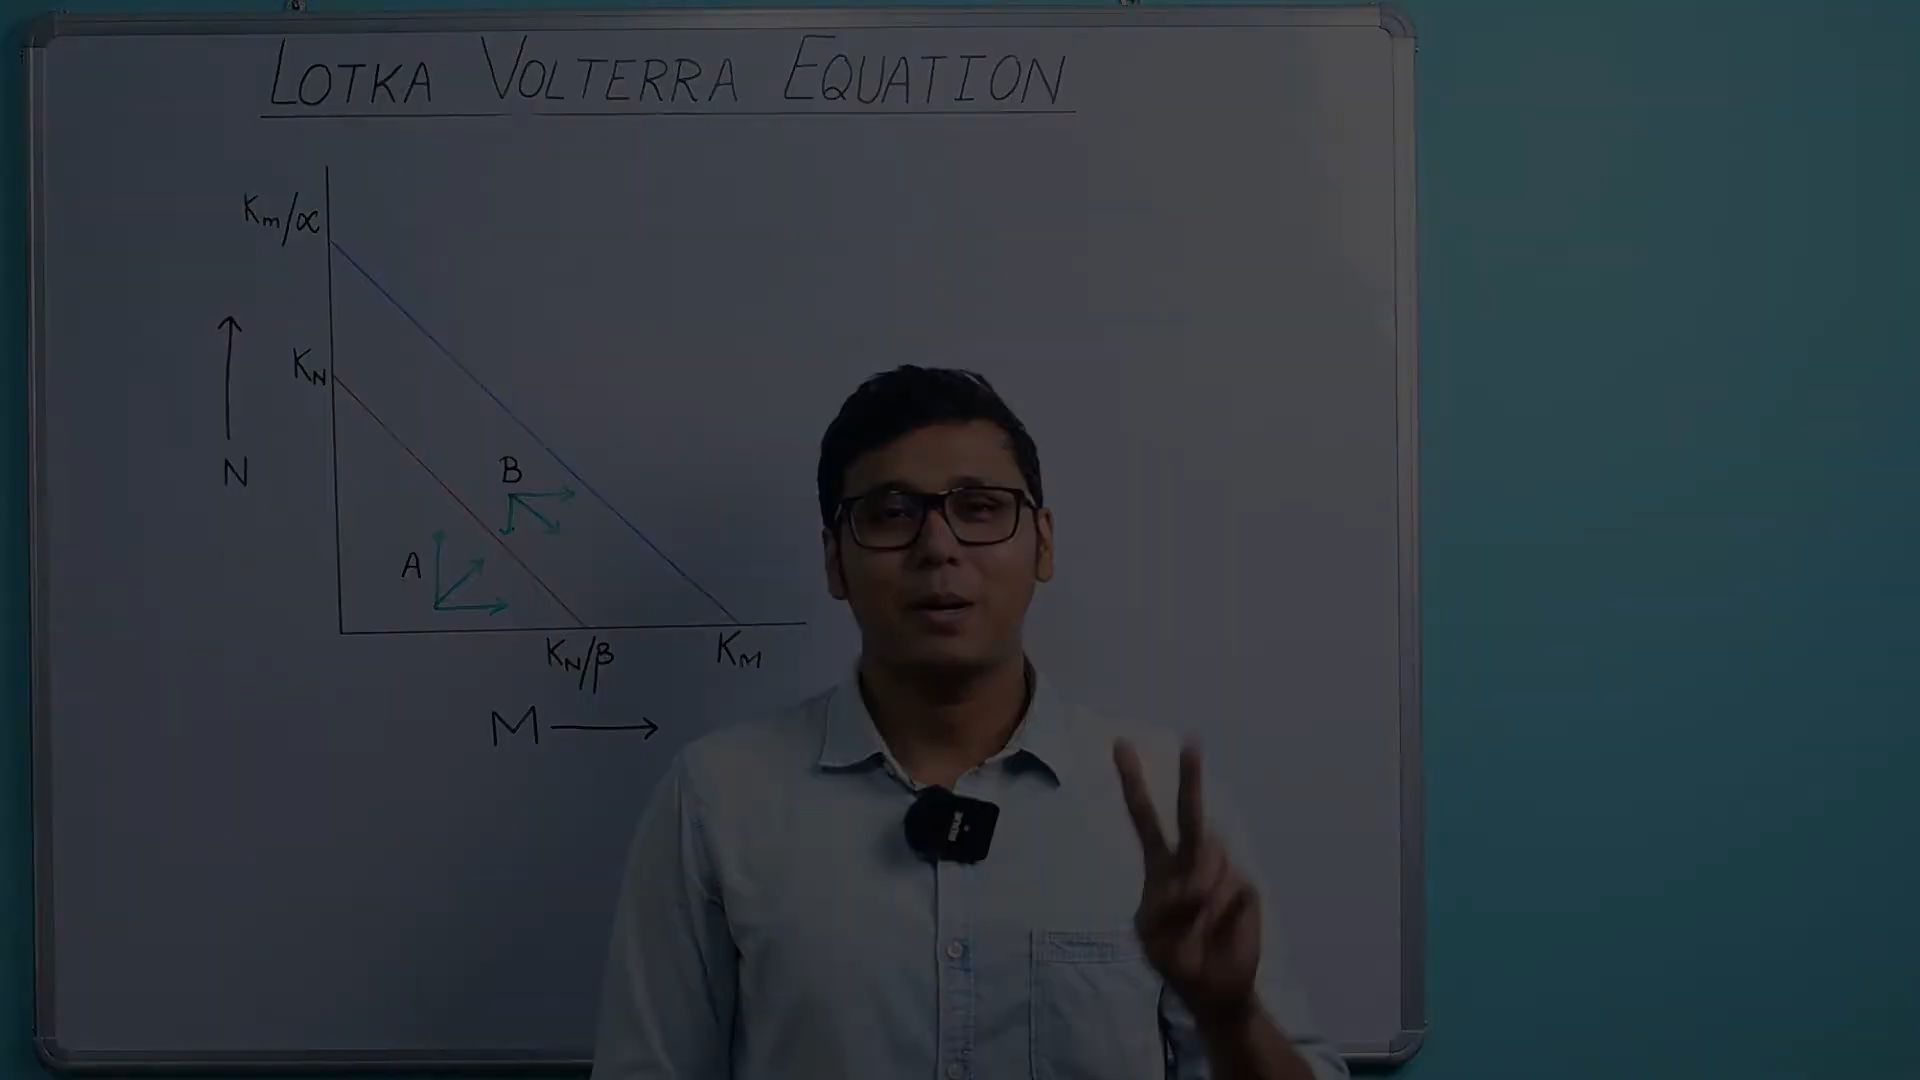 LOTKA VOLTERRA EQUATION
Km/α
KN
N
B
A
KN/β
KM
M